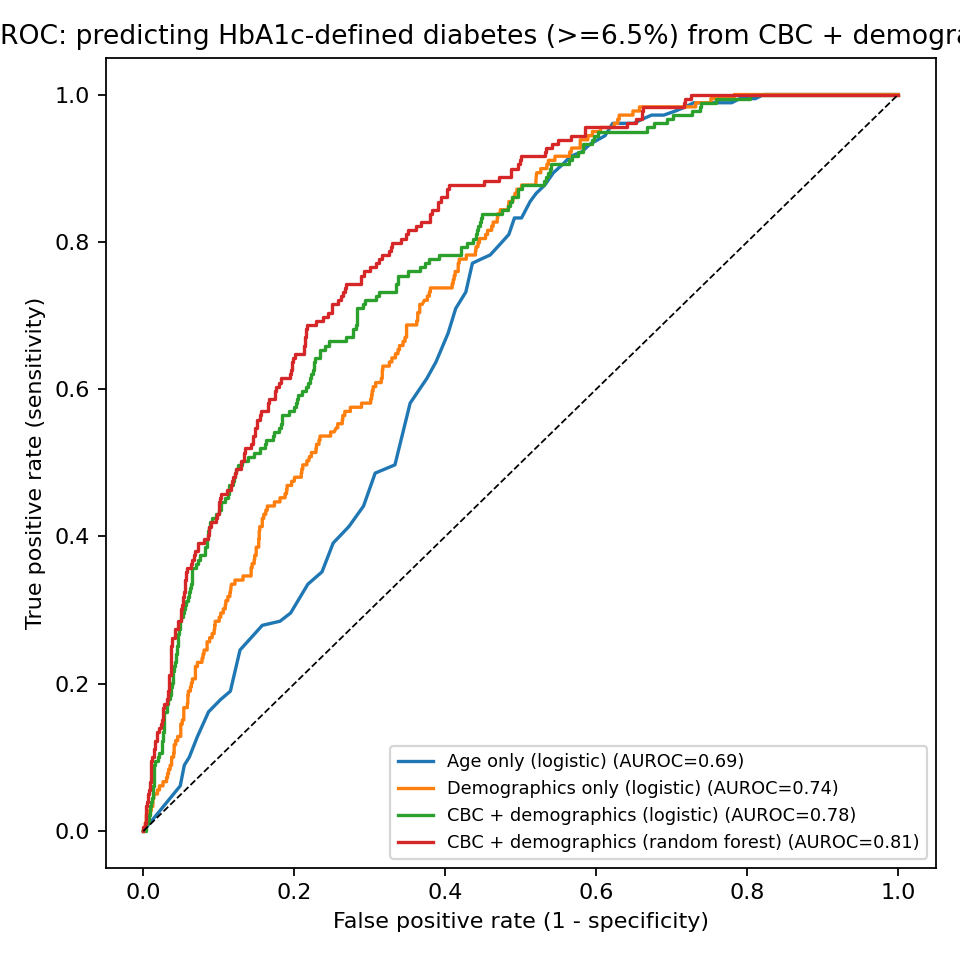 ROC: predicting HbA1c-defined diabetes (>=6.5%) from CBC +
1.0
0.8
0.6
0.4
0.2
0.0
True positive rate (sensitivity)
Age only (logistic) (AUROC=0.69)
Demographics only (logistic) (AUROC=0.74)
CBC + demographics (logistic) (AUROC=0.78)
CBC + demographics (random forest) (AUROC=0.81)
0.0 0.2 0.4 0.6 0.8 1.0
False positive rate (1 - specificity)